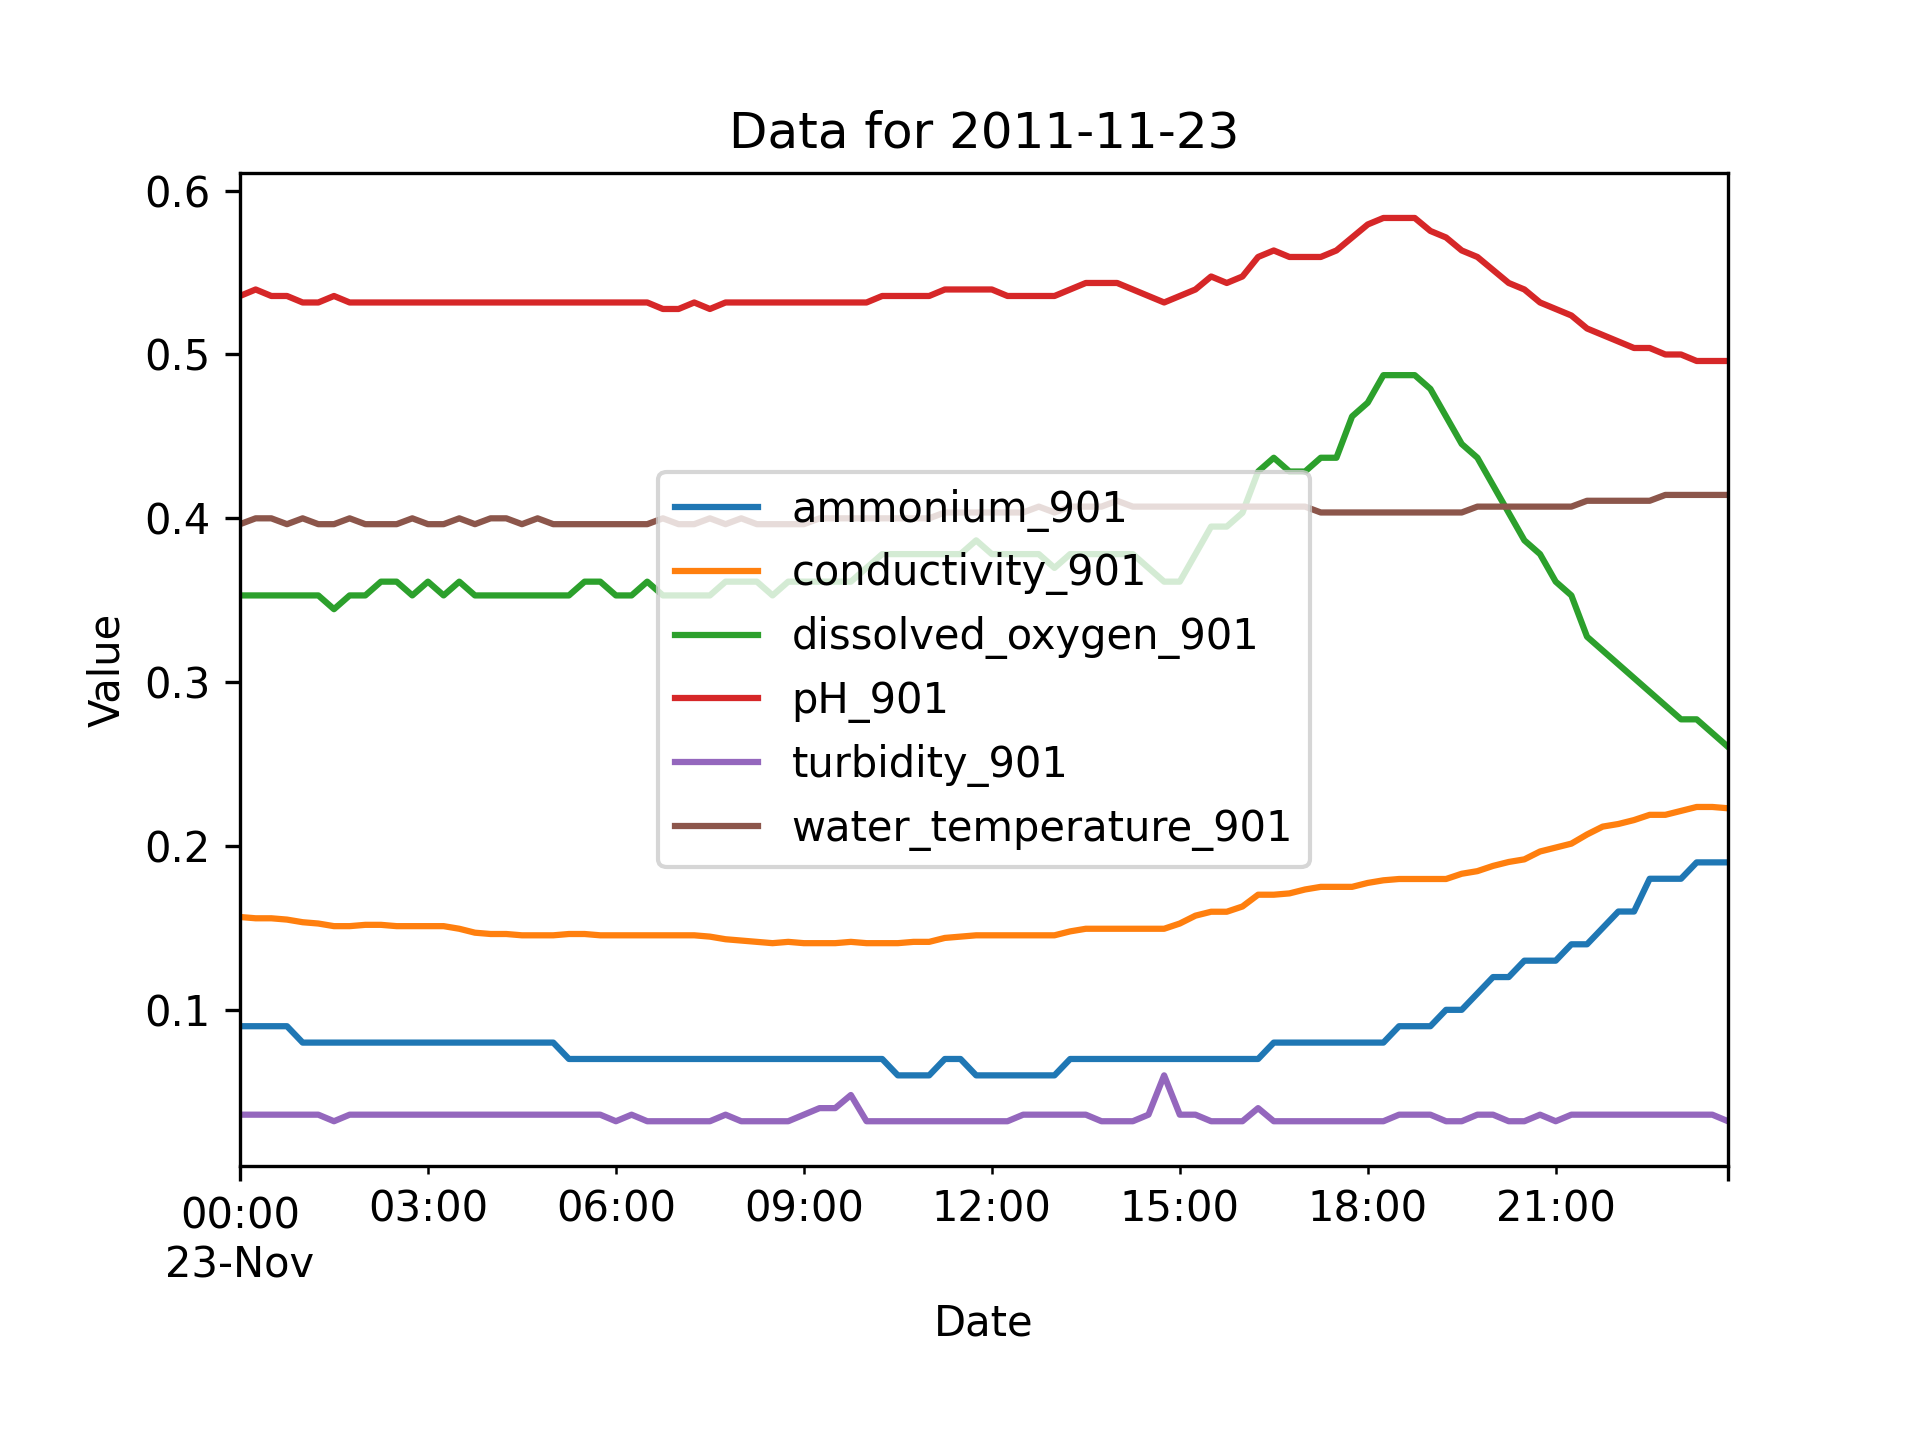 Data for 2011-11-23
0.6
0.5
0.4
0.3
0.2
0.1
Value
ammonium_901
conductivity_901
dissolved_oxygen_901
pH_901
turbidity_901
water_temperature_901
00:00 03:00 06:00 09:00 12:00 15:00 18:00 21:00
23-Nov
Date